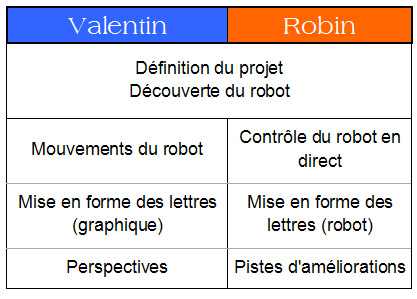 Valentin Robin
Définition du projet
Découverte du robot
Mouvements du robot
Contrôle du robot en
direct
Mise en forme des lettres
(graphique)
Mise en forme des
lettres (robot)
Perspectives
Pistes d'améliorations